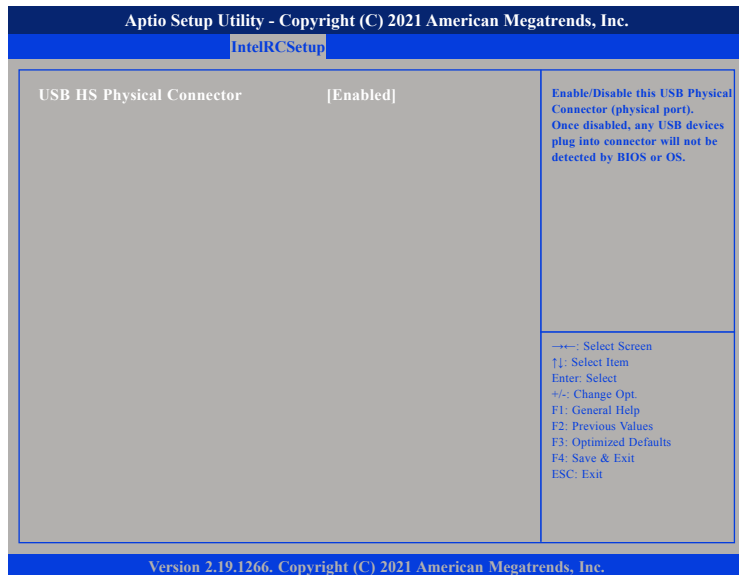 Aptio Setup Utility - Copyright (C) 2021 American Megatrends, Inc.
IntelRCSetup
USB HS Physical Connector [Enabled]
Enable/Disable this USB Physical
Connector (physical port).
Once disabled, any USB devices
plug into connector will not be
detected by BIOS or OS.
→←: Select Screen
↑↓: Select Item
Enter: Select
+/-: Change Opt.
F1: General Help
F2: Previous Values
F3: Optimized Defaults
F4: Save & Exit
ESC: Exit
Version 2.19.1266. Copyright (C) 2021 American Megatrends, Inc.